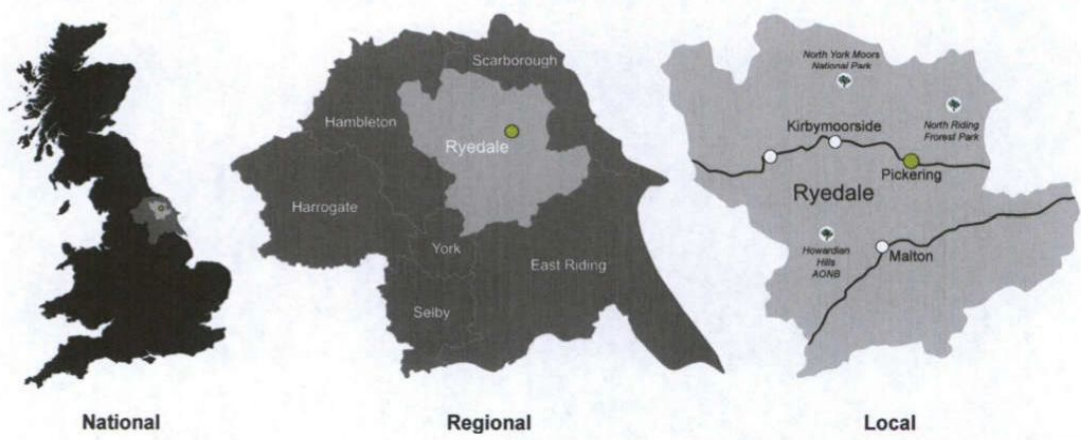 Scarborough
Hambleton
Ryedale
Harrogate
York
East Riding
Selby
North York Moors
National Park
North Riding
Frorest Park
Kirbymoorside
Pickering
Ryedale
Howardian
Hills
AONB
Malton
National
Regional
Local